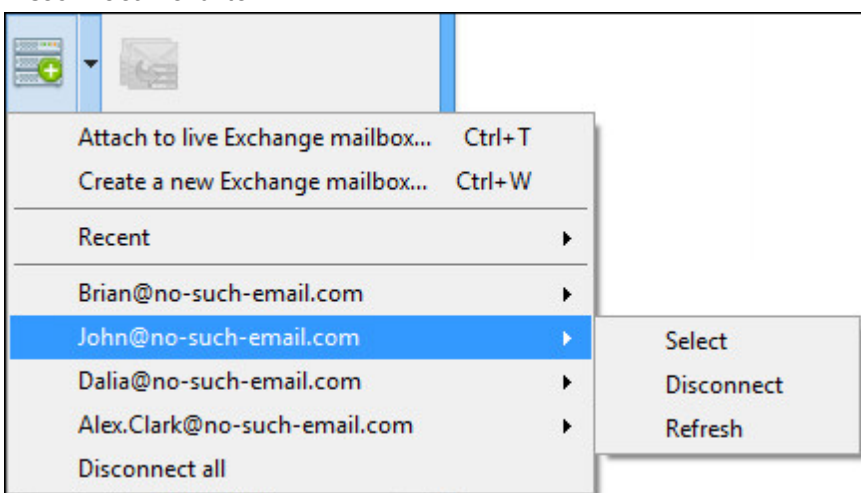 Attach to live Exchange mailbox... Ctrl+T
Create a new Exchange mailbox... Ctrl+W
Recent
Brian@no-such-email.com
John@no-such-email.com
Select
Dalia@no-such-email.com
Disconnect
Alex.Clark@no-such-email.com
Refresh
Disconnect all